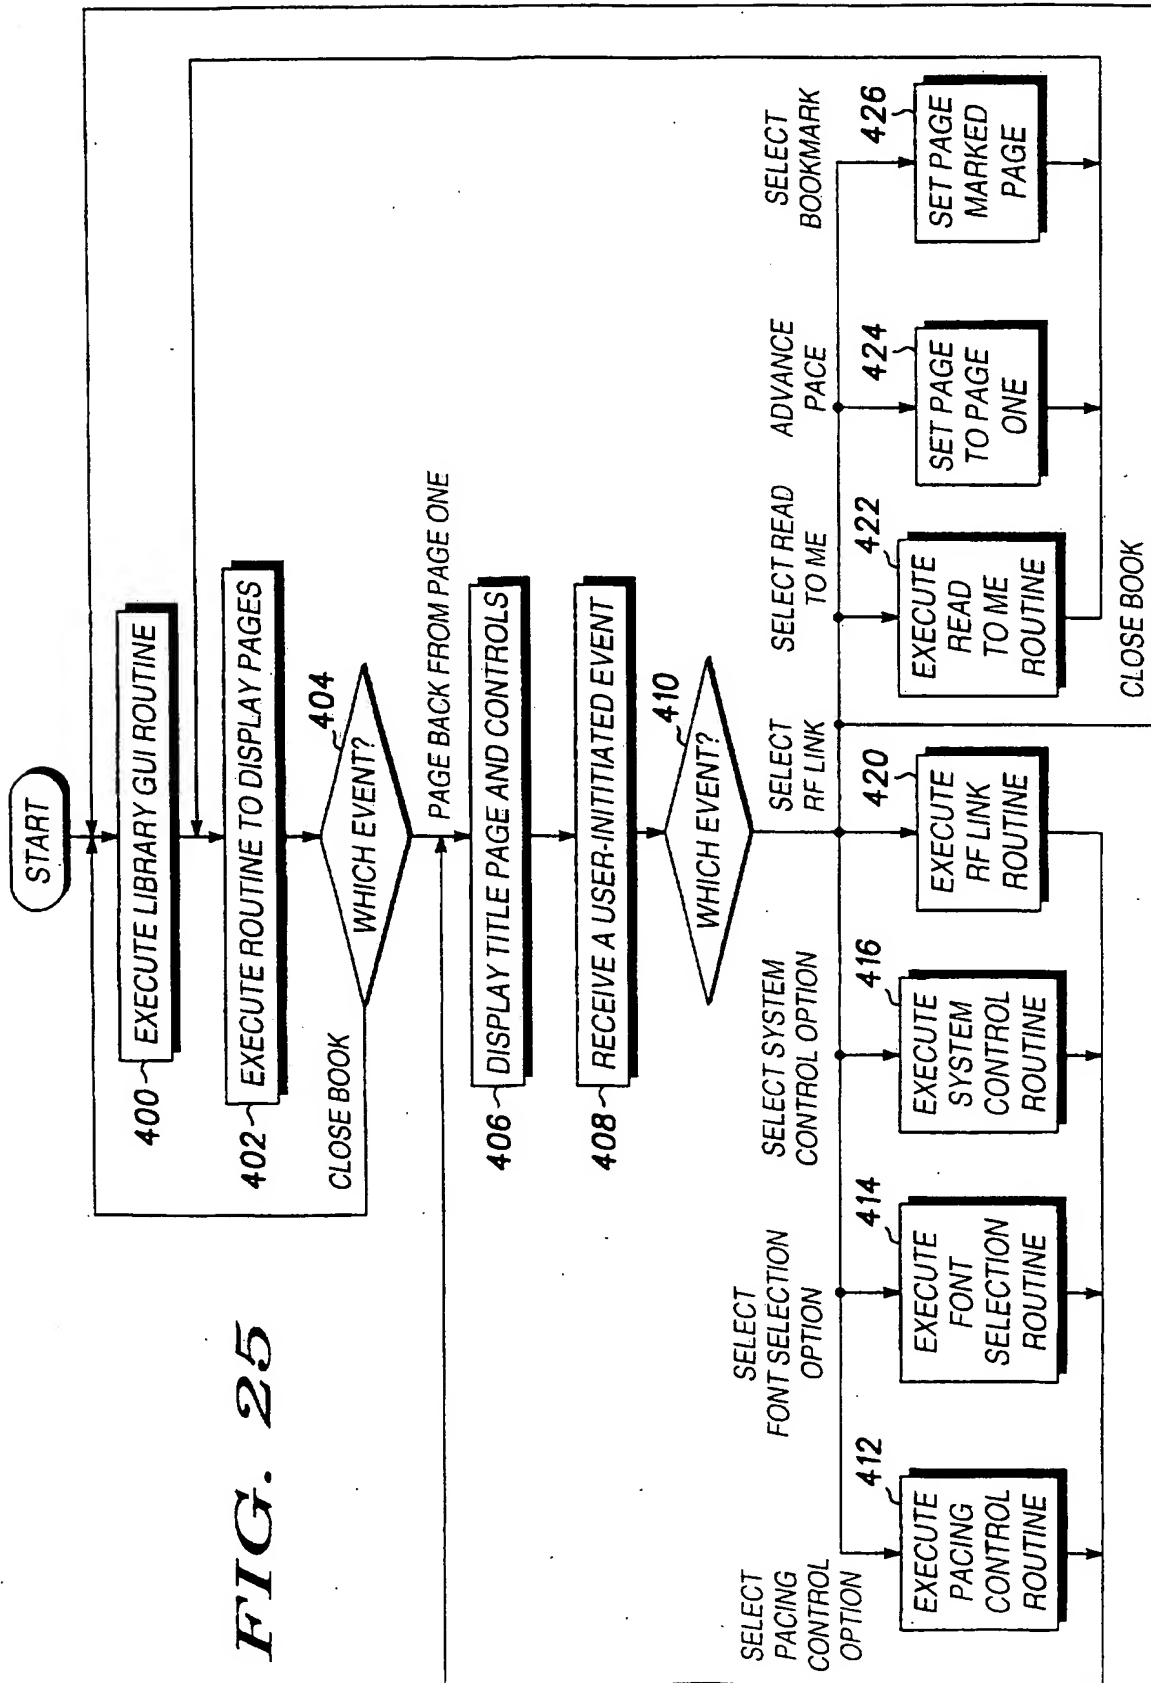 START
400
EXECUTE LIBRARY GUI ROUTINE
402
EXECUTE ROUTINE TO DISPLAY PAGES
404
WHICH EVENT?
CLOSE BOOK
PAGE BACK FROM PAGE ONE
406
DISPLAY TITLE PAGE AND CONTROLS
408
RECEIVE A USER-INITIATED EVENT
410
WHICH EVENT?
SELECT
PACING
CONTROL
OPTION
412
EXECUTE
PACING
CONTROL
ROUTINE
SELECT
FONT SELECTION
OPTION
414
EXECUTE
FONT
SELECTION
ROUTINE
SELECT SYSTEM
CONTROL OPTION
416
EXECUTE
SYSTEM
CONTROL
ROUTINE
SELECT
RF LINK
420
EXECUTE
RF LINK
ROUTINE
SELECT READ
TO ME
422
EXECUTE
READ
TO ME
ROUTINE
ADVANCE
PACE
424
SET PAGE
TO PAGE
ONE
SELECT
BOOKMARK
426
SET PAGE
MARKED
PAGE
CLOSE BOOK
FIG. 25